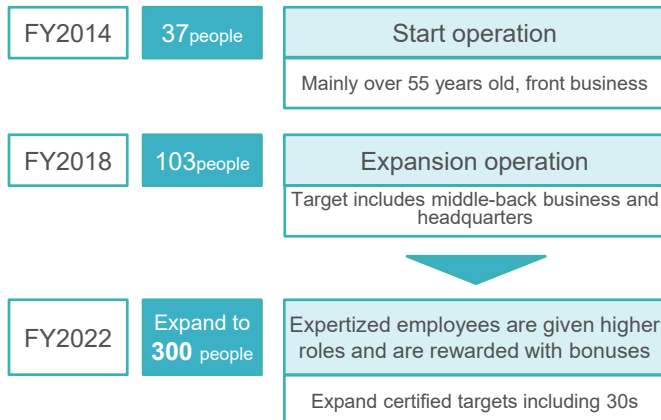 FY2014
37people
Start operation
Mainly over 55 years old, front business
FY2018
103people
Expansion operation
Target includes middle-back business and
headquarters
FY2022
Expand to
300 people
Expertized employees are given higher
roles and are rewarded with bonuses
Expand certified targets including 30s